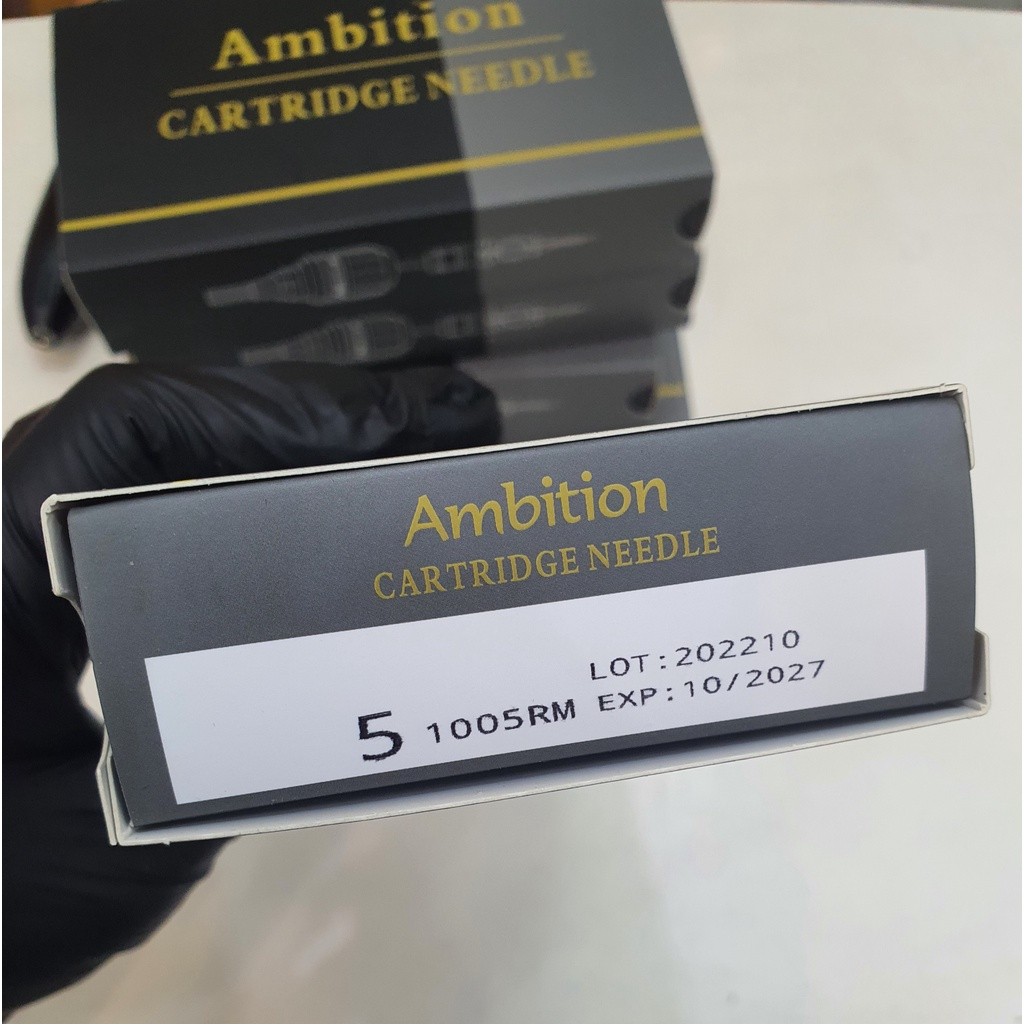 Ambition
CARTRIDGE NEEDLE
Ambition
CARTRIDGE NEEDLE
LOT:202210
5 1005RM EXP:10/2027